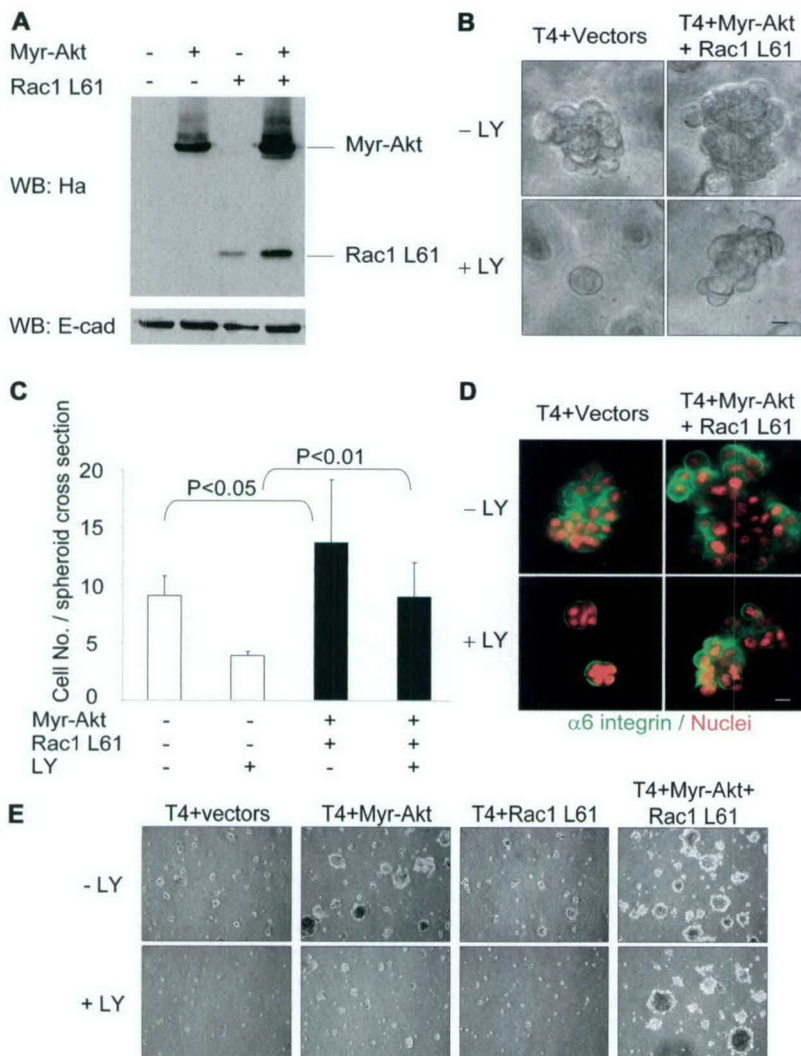 A
Myr-Akt - + - +
Rac1 L61 - - + +
WB: Ha
Myr-Akt
Rac1 L61
WB: E-cad
B
T4+Vectors
T4+Myr-Akt
+ Rac1 L61
– LY
+ LY
C
Cell No. / spheroid cross section
20
15
10
5
0
P<0.05
P<0.01
Myr-Akt - - + +
Rac1 L61 - - + +
LY - + - +
D
T4+Vectors
T4+Myr-Akt
+ Rac1 L61
– LY
+ LY
α6 integrin / Nuclei
E
T4+vectors
T4+Myr-Akt
T4+Rac1 L61
T4+Myr-Akt+
Rac1 L61
- LY
+ LY